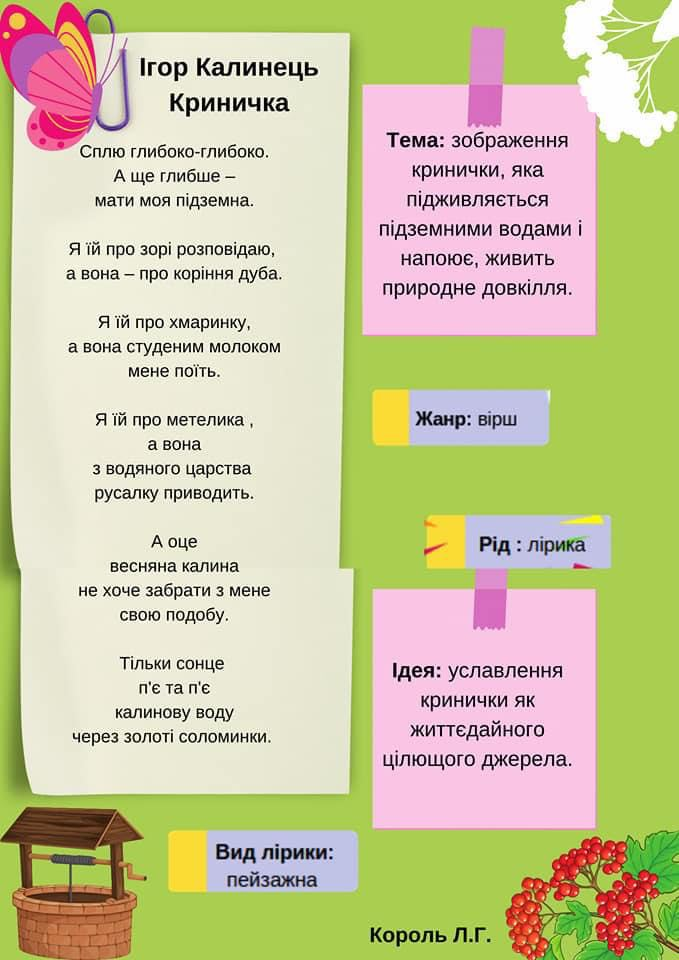 Ігор Калинець
Криничка
Сплю глибоко-глибоко.
А ще глибше –
мати моя підземна.
Я їй про зорі розповідаю,
а вона – про коріння дуба.
Я їй про хмаринку,
а вона студеним молоком
мене поїть.
Я їй про метелика ,
а вона
з водяного царства
русалку приводить.
А оце
весняна калина
не хоче забрати з мене
свою подобу.
Тільки сонце
п'є та п'є
калинову воду
через золоті соломинки.
Тема: зображення
кринички, яка
підживляється
підземними водами і
напоює, живить
природне довкілля.
Жанр: вірш
Рід : лірика
Ідея: уславлення
кринички як
життєдайного
цілющого джерела.
Вид лірики:
пейзажна
Король Л.Г.